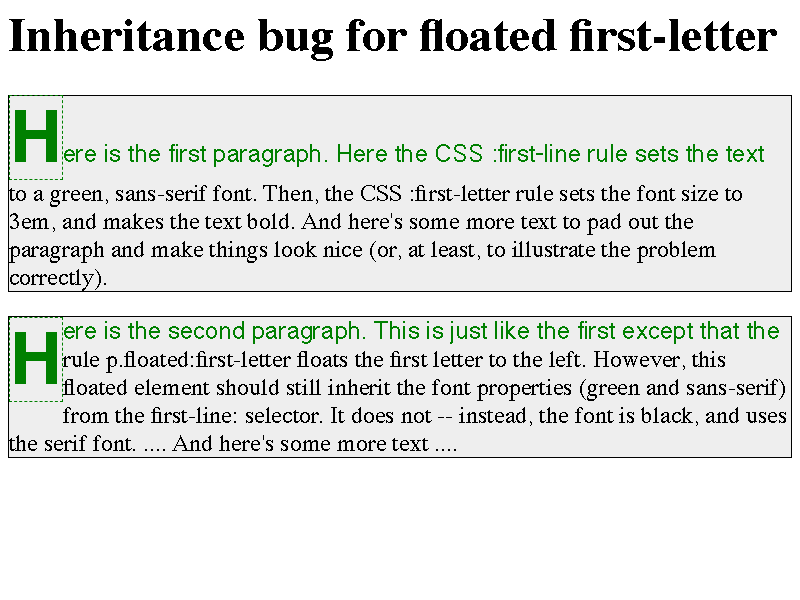 Inheritance bug for floated first-letter
Here is the first paragraph. Here the CSS :first-line rule sets the text
to a green, sans-serif font. Then, the CSS :first-letter rule sets the font size to
3em, and makes the text bold. And here's some more text to pad out the
paragraph and make things look nice (or, at least, to illustrate the problem
correctly).
Here is the second paragraph. This is just like the first except that the
rule p.floated:first-letter floats the first letter to the left. However, this
floated element should still inherit the font properties (green and sans-serif)
from the first-line: selector. It does not -- instead, the font is black, and uses
the serif font. .... And here's some more text ....